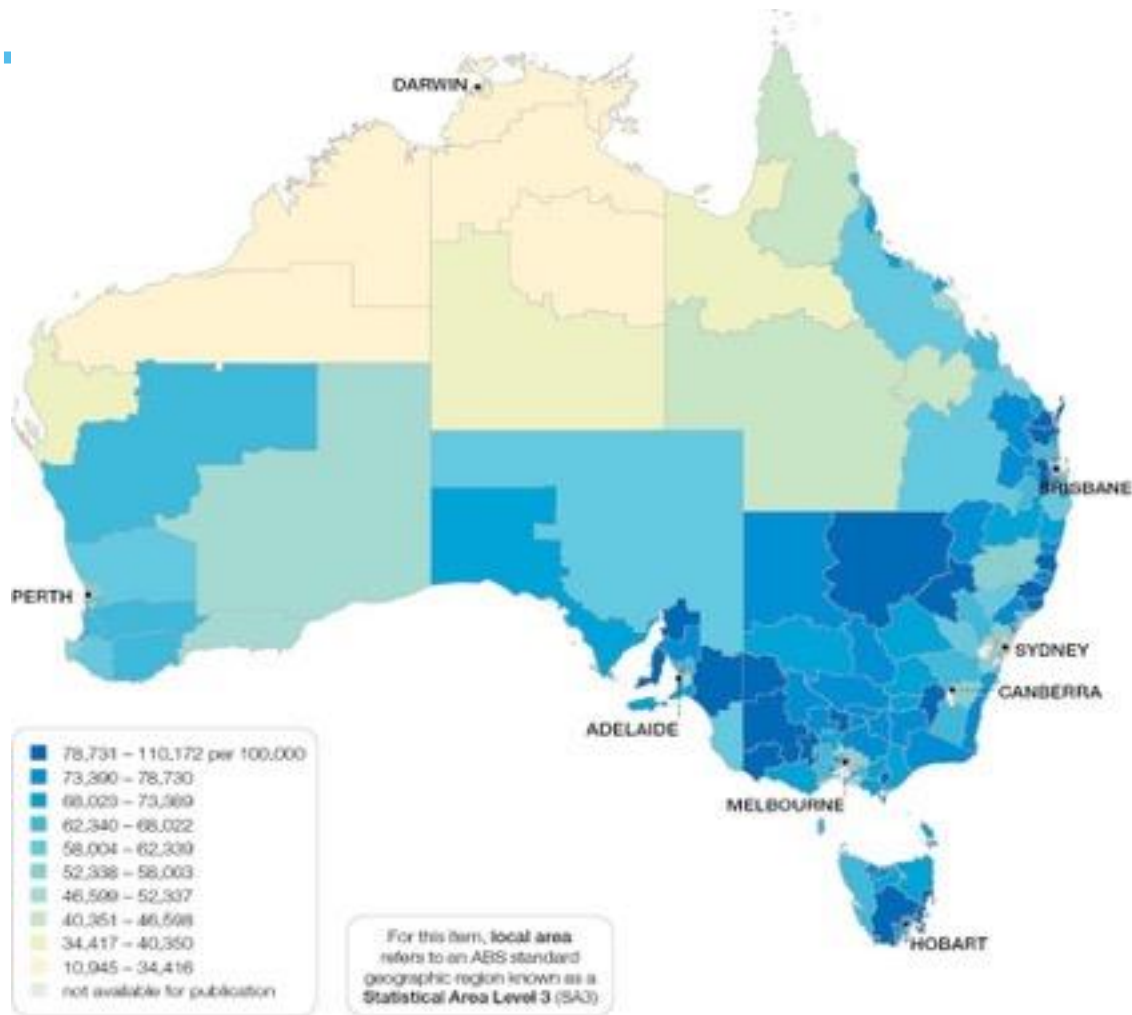 DARWIN
BRISBANE
PERTH
SYDNEY
CANBERRA
ADELAIDE
MELBOURNE
HOBART
78,731 – 110,172 per 100,000
73,390 – 78,730
68,023 – 73,389
62,340 – 68,022
58,004 – 62,339
52,338 – 58,003
46,599 – 52,337
40,351 – 46,598
34,417 – 40,350
10,945 – 34,416
not available for publication
For this item, local area
refers to an ABS standard
geographic region known as a
Statistical Area Level 3 (SA3)